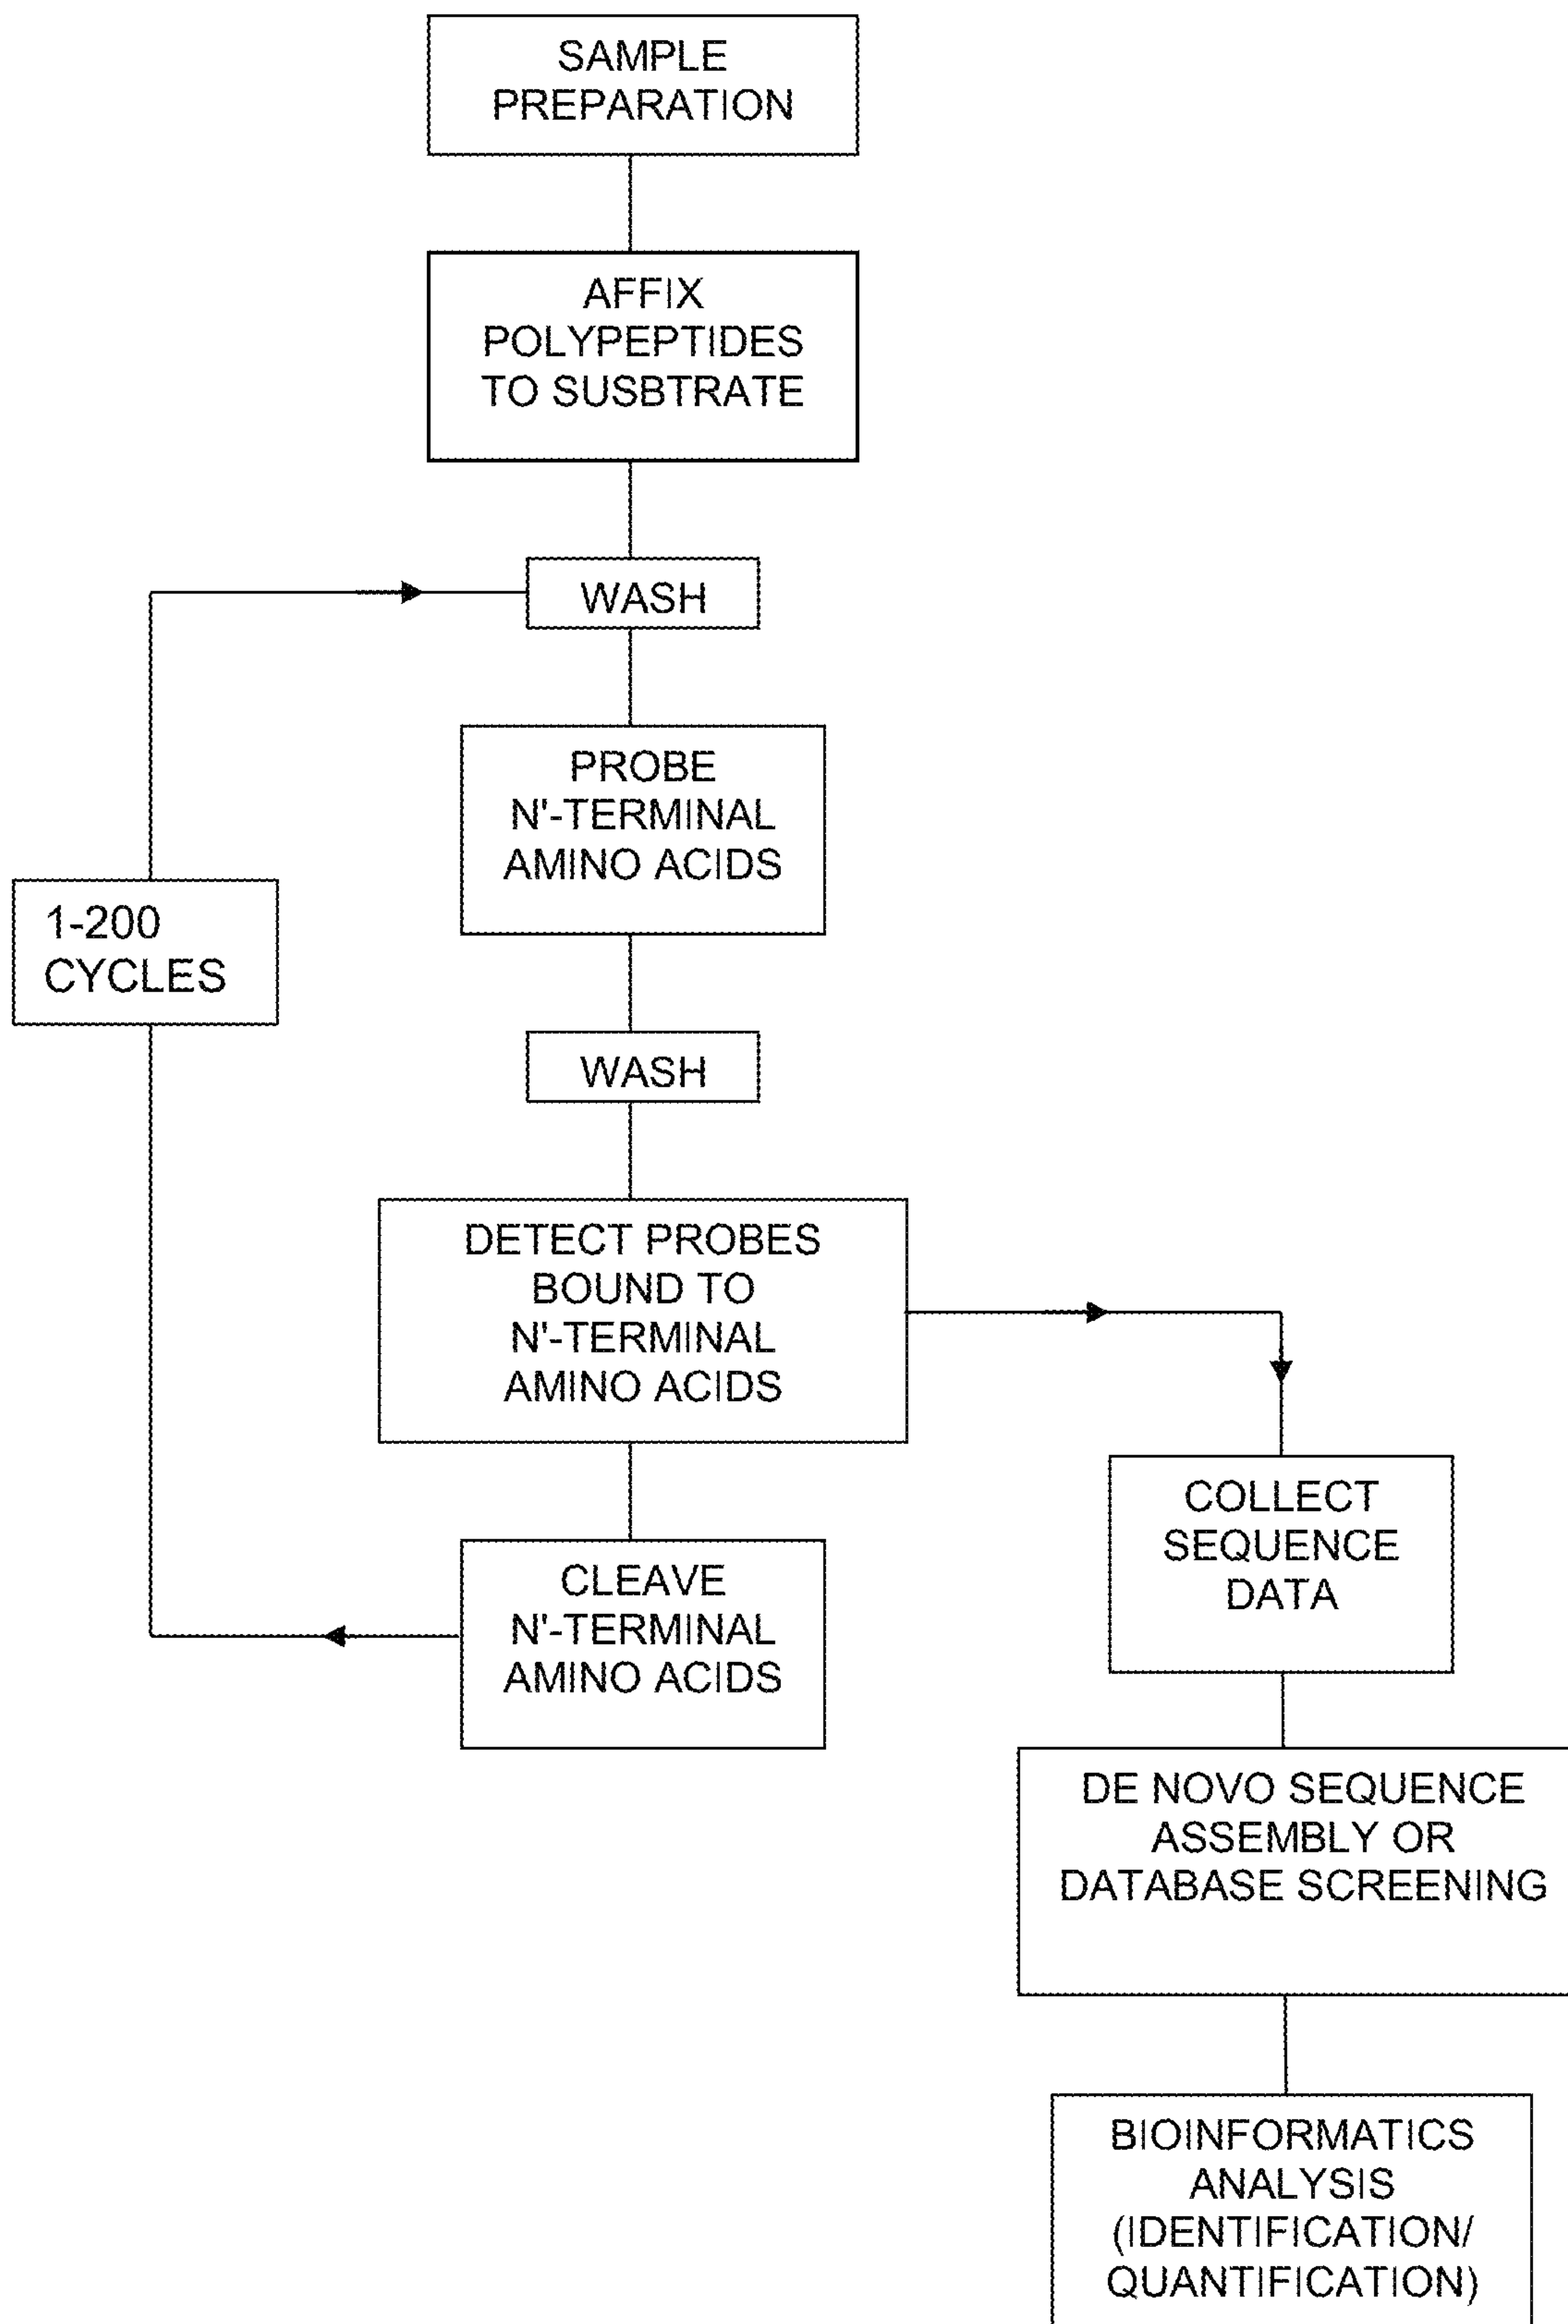 SAMPLE
PREPARATION
AFFIX
POLYPEPTIDES
TO SUSBTRATE
WASH
PROBE
N'-TERMINAL
AMINO ACIDS
1-200
CYCLES
WASH
DETECT PROBES
BOUND TO
N'-TERMINAL
AMINO ACIDS
CLEAVE
N'-TERMINAL
AMINO ACIDS
COLLECT
SEQUENCE
DATA
DE NOVO SEQUENCE
ASSEMBLY OR
DATABASE SCREENING
BIOINFORMATICS
ANALYSIS
(IDENTIFICATION/
QUANTIFICATION)